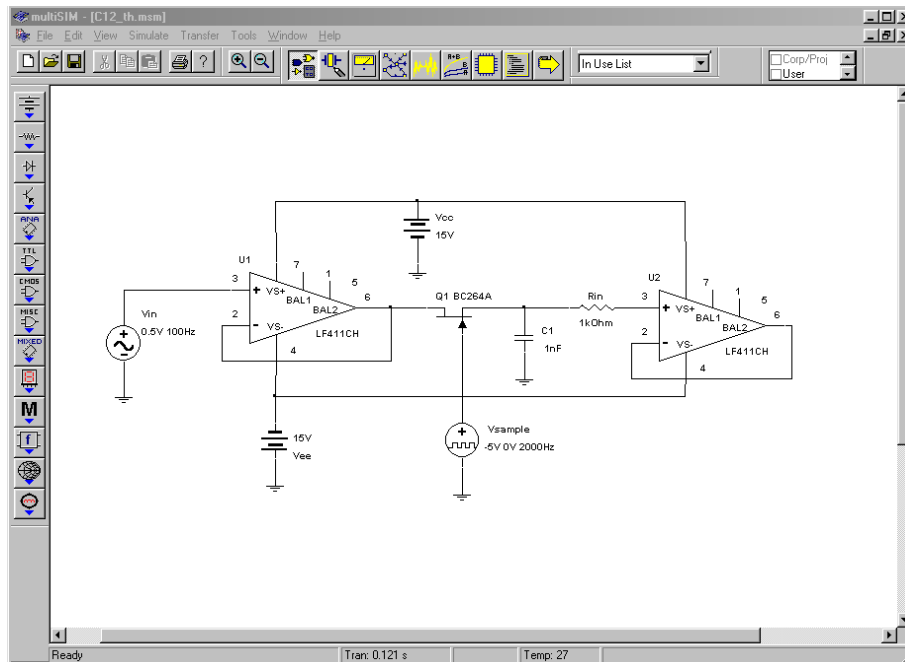 multiSIM - [C12_th.msm]
File Edit View Simulate Transfer Tools Window Help
In Use List
Corp/Proj
User
ANA
TTL
CMOS
MISC
MIXED
M
f
Vcc
15V
U1
3
7
1
5
VS+
BAL1
BAL2
6
2
VS-
4
LF411CH
Vin
0.5V 100Hz
Q1 BC264A
C1
1nF
Rin
1kOhm
U2
3
7
1
5
VS+
BAL1
BAL2
6
2
VS-
4
LF411CH
15V
Vee
Vsample
-5V 0V 2000Hz
Ready Tran: 0.121 s Temp: 27